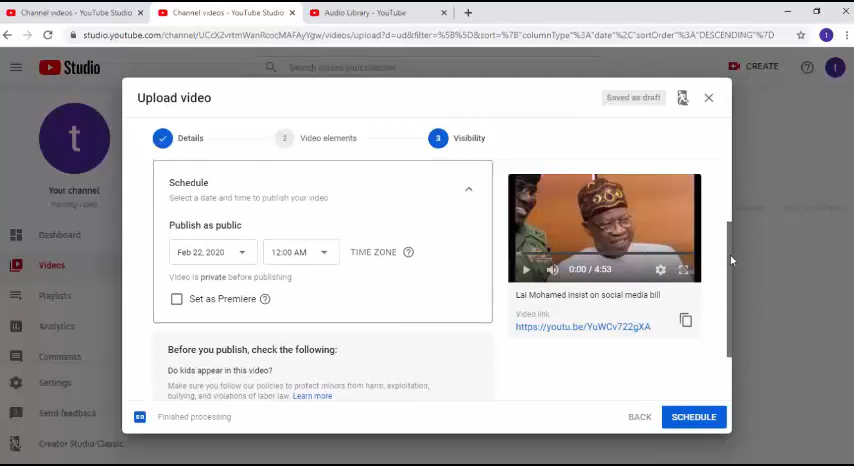 Channel videos - YouTube Studio
Channel videos - YouTube Studio
Audio Library - YouTube
studio.youtube.com/channel/UCcX2vrtmWanRcocMAFAyYgw/videos/upload?d=ud&filter=%5B%5D&sort=%7B"columnType"%3A"date"%2C"sortOrder"%3A"DESCENDING"%7D
t
Studio
Search across your channel
CREATE
t
t
Your channel
training video
Dashboard
Videos
Playlists
Analytics
Comments
Settings
Send feedback
Creator Studio Classic
Upload video
Saved as draft
Details
2
Video elements
3
Visibility
Schedule
Select a date and time to publish your video
Publish as public
Feb 22, 2020
12:00 AM
TIME ZONE
Video is private before publishing
Set as Premiere
Before you publish, check the following:
Do kids appear in this video?
Make sure you follow our policies to protect minors from harm, exploitation,
bullying, and violations of labor law. Learn more
0:00 / 4:53
Lai Mohamed insist on social media bill
Video link
https://youtu.be/YuWCv722gXA
Finished processing
BACK
SCHEDULE